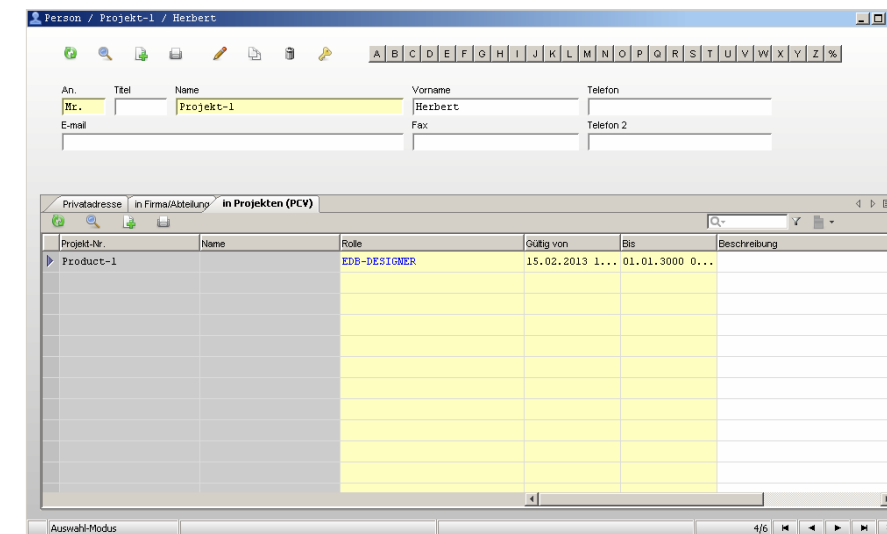 Person / Projekt-1 / Herbert
A B C D E F G H I J K L M N O P Q R S T U V W X Y Z %
An. Titel Name Vorname Telefon
Mr. Projekt-1 Herbert
E-mail Fax Telefon 2
Privatadresse in Firma/Abteilung in Projekten (PCV)
Projekt-Nr. Name Rolle Gültig von Bis Beschreibung
Product-1 EDB-DESIGNER 15.02.2013 1... 01.01.3000 0...
Auswahl-Modus 4/6